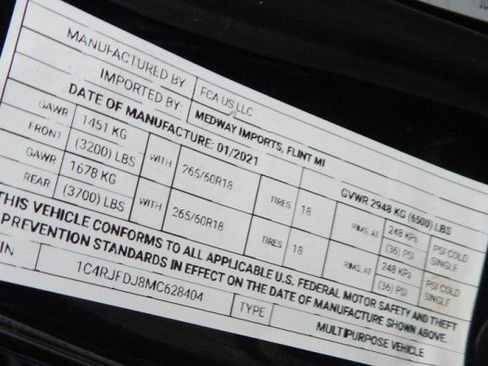 MANUFACTURED BY FCA US LLC
IMPORTED BY: MEDWAY IMPORTS, FLINT MI
DATE OF MANUFACTURE: 01/2021 GVWR 2948 KG (6500) LBS
GAWR FRONT 1451 KG (3200) LBS WITH 265/60R18 TIRES 18 RIMS, AT 248 KPa (36) PSI PSI COLD SINGLE
GAWR REAR 1678 KG (3700) LBS WITH 265/50R18 TIRES 18 RIMS, AT 248 KPa (36) PSI PSI COLD SINGLE
THIS VEHICLE CONFORMS TO ALL APPLICABLE U.S. FEDERAL MOTOR SAFETY AND THEFT
PREVENTION STANDARDS IN EFFECT ON THE DATE OF MANUFACTURE SHOWN ABOVE.
IN 1C4RJFDJ8MC628404 TYPE MULTIPURPOSE VEHICLE